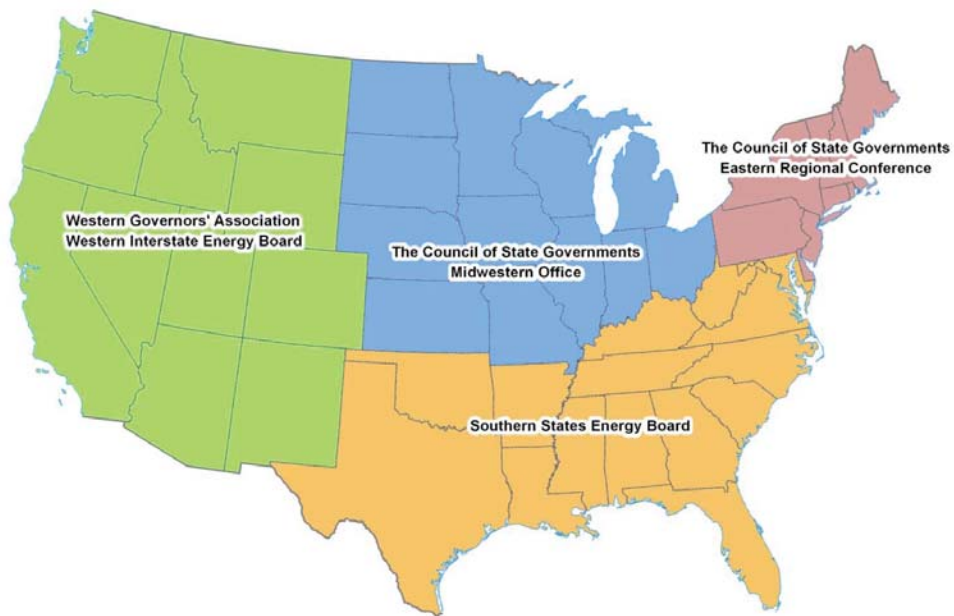 The Council of State Governments
Eastern Regional Conference
Western Governors' Association
Western Interstate Energy Board
The Council of State Governments
Midwestern Office
Southern States Energy Board